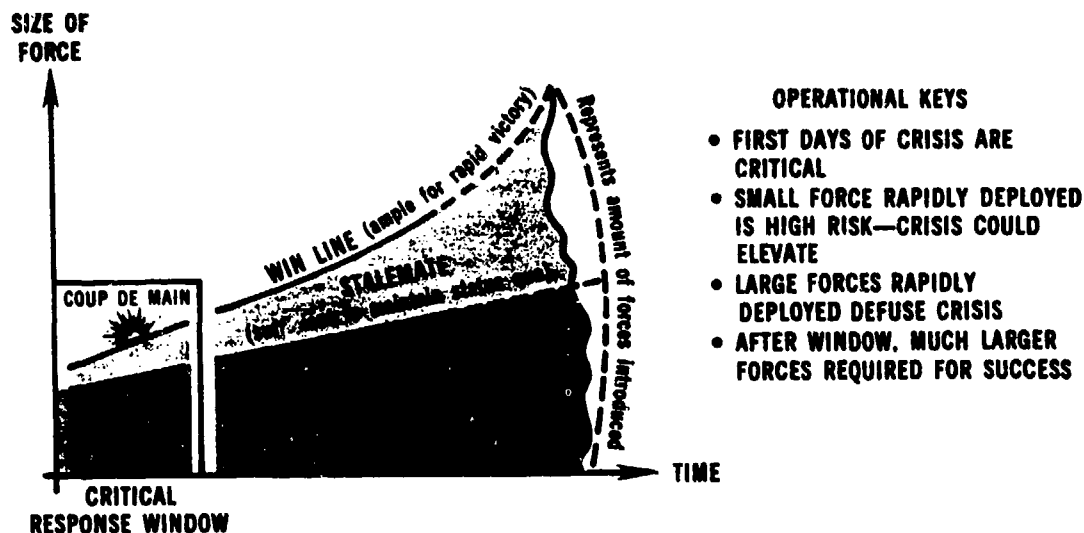 SIZE OF
FORCE
WIN LINE (ample for rapid victory)
Represents amount of forces introduced
STALEMATE
COUP DE MAIN
TIME
CRITICAL
RESPONSE WINDOW
OPERATIONAL KEYS
• FIRST DAYS OF CRISIS ARE
CRITICAL
• SMALL FORCE RAPIDLY DEPLOYED
IS HIGH RISK—CRISIS COULD
ELEVATE
• LARGE FORCES RAPIDLY
DEPLOYED DEFUSE CRISIS
• AFTER WINDOW, MUCH LARGER
FORCES REQUIRED FOR SUCCESS